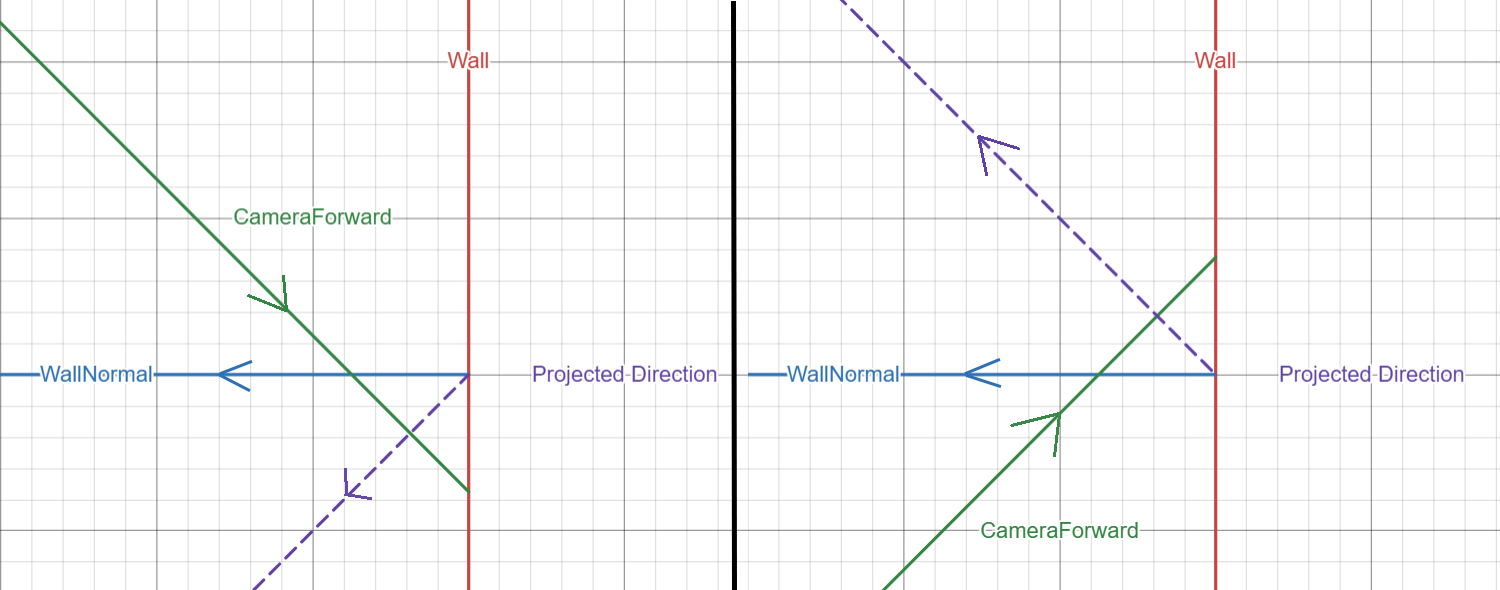 Wall
CameraForward
WallNormal
Projected Direction
Wall
WallNormal
Projected Direction
CameraForward